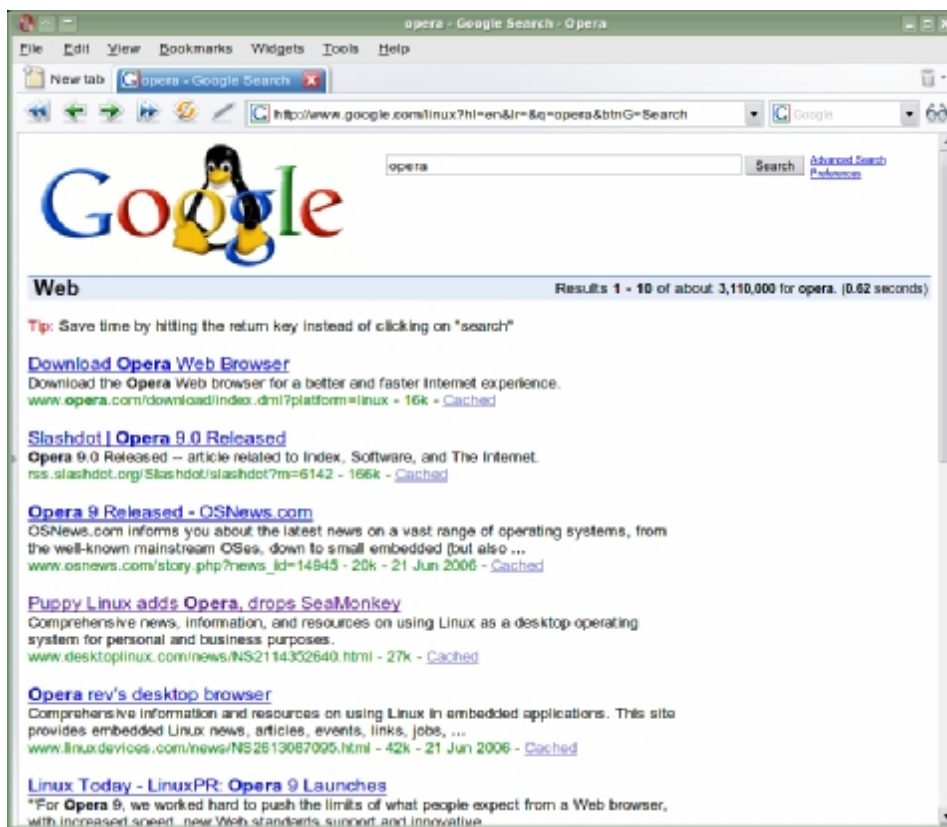 opera - Google Search - Opera
File Edit View Bookmarks Widgets Tools Help
New tab opera - Google Search
http://www.google.com/linux?hl=en&lr=&q=opera&btnG=Search Google
Google opera Search Advanced Search
Preferences
Web Results 1 - 10 of about 3,110,000 for opera. (0.62 seconds)
Tip: Save time by hitting the return key instead of clicking on "search"
Download Opera Web Browser
Download the Opera Web browser for a better and faster Internet experience.
www.opera.com/download/index.dml?platform=linux - 16k - Cached
Slashdot | Opera 9.0 Released
Opera 9.0 Released -- article related to Index, Software, and The Internet.
rss.slashdot.org/Slashdot/slashdot?m=6142 - 166k - Cached
Opera 9 Released - OSNews.com
OSNews.com informs you about the latest news on a vast range of operating systems, from
the well-known mainstream OSes, down to small embedded (but also ...
www.osnews.com/story.php?news_id=14945 - 20k - 21 Jun 2006 - Cached
Puppy Linux adds Opera, drops SeaMonkey
Comprehensive news, information, and resources on using Linux as a desktop operating
system for personal and business purposes.
www.desktoplinux.com/news/NS2114352640.html - 27k - Cached
Opera rev's desktop browser
Comprehensive information and resources on using Linux in embedded applications. This site
provides embedded Linux news, articles, events, links, jobs, ...
www.linuxdevices.com/news/NS2613087095.html - 42k - 21 Jun 2006 - Cached
Linux Today - LinuxPR: Opera 9 Launches
"'For Opera 9, we worked hard to push the limits of what people expect from a Web browser,
with increased speed, new Web standards support and innovative